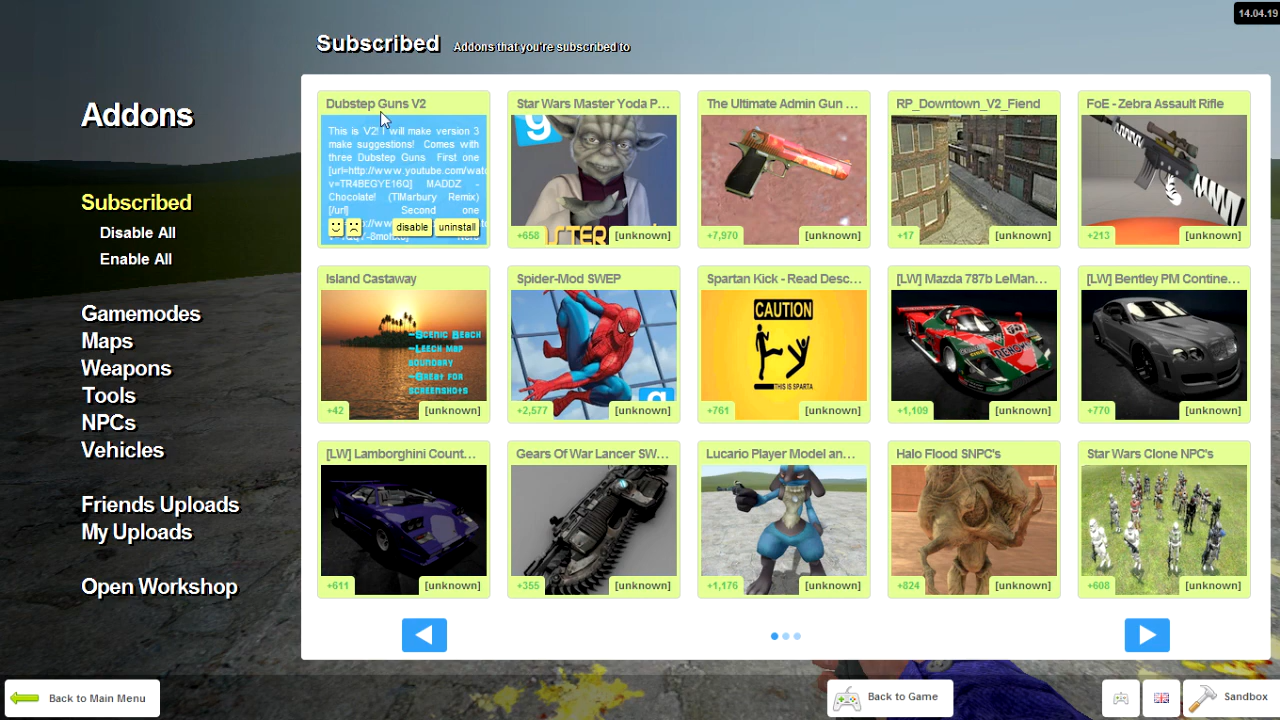 14.04.19
Subscribed Addons that you're subscribed to
Addons
Subscribed
Disable All
Enable All
Gamemodes
Maps
Weapons
Tools
NPCs
Vehicles
Friends Uploads
My Uploads
Open Workshop
Dubstep Guns V2
This is V2! I will make version 3
make suggestions! Comes with
three Dubstep Guns First one
[url=http://www.youtube.com/watc
v=TR4BEGYE16Q] MADDZ -
Chocolate! (TIMarbury Remix)
[/url] Second one
disable uninstall
Star Wars Master Yoda P...
+658 [unknown]
The Ultimate Admin Gun ...
+7,970 [unknown]
RP_Downtown_V2_Fiend
+17 [unknown]
FoE - Zebra Assault Rifle
+213 [unknown]
Island Castaway
-Scenic Beach
-Leech map
boundary
-Great for
screenshots
+42 [unknown]
Spider-Mod SWEP
+2,577 [unknown]
Spartan Kick - Read Desc...
CAUTION
THIS IS SPARTA
+761 [unknown]
[LW] Mazda 787b LeMan...
+1,109 [unknown]
[LW] Bentley PM Contine...
+770 [unknown]
[LW] Lamborghini Count...
+611 [unknown]
Gears Of War Lancer SW...
+355 [unknown]
Lucario Player Model an...
+1,176 [unknown]
Halo Flood SNPC's
+824 [unknown]
Star Wars Clone NPC's
+608 [unknown]
Back to Main Menu
Back to Game
Sandbox